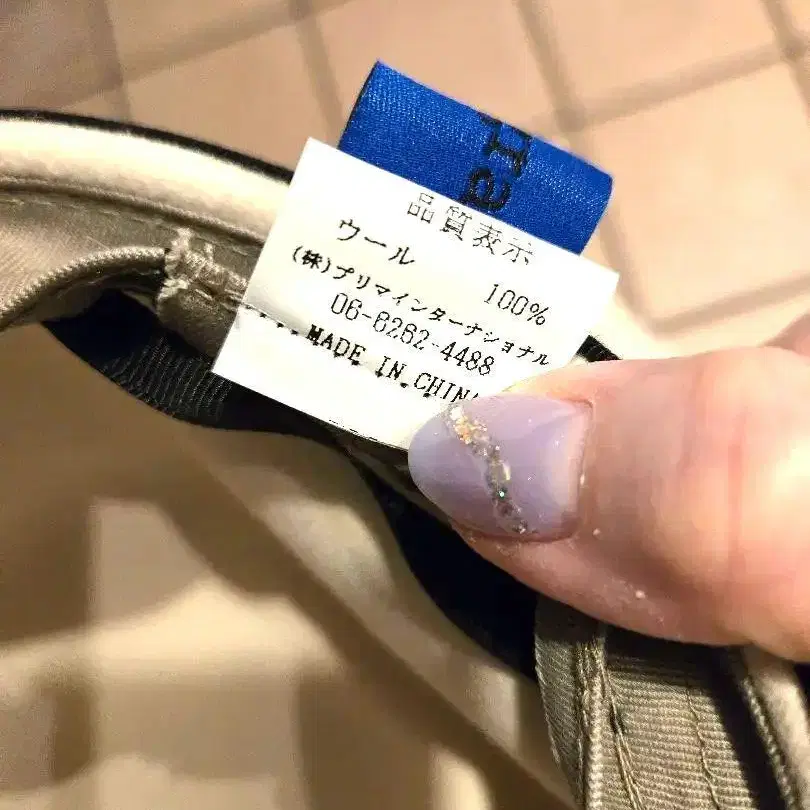 er
品質表示
ウール 100%
(株)プリマインターナショナル
06-6262-4488
MADE IN CHINA